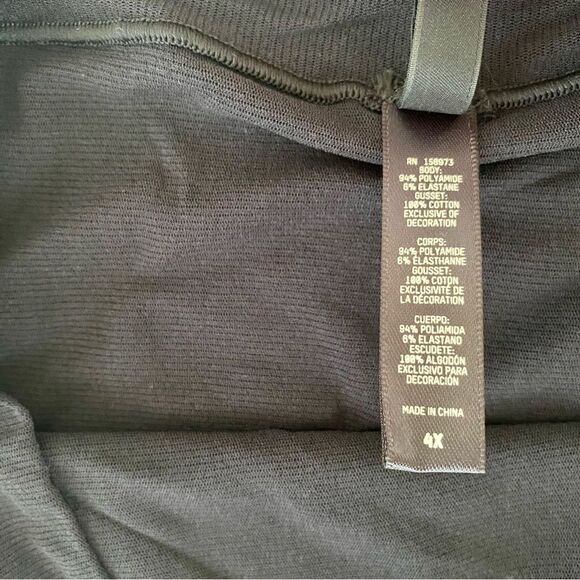 RN 158973
BODY:
94% POLYAMIDE
6% ELASTANE
GUSSET:
100% COTTON
EXCLUSIVE OF
DECORATION
CORPS:
94% POLYAMIDE
6% ÉLASTHANNE
GOUSSET:
100% COTON
EXCLUSIVITÉ DE
LA DÉCORATION
CUERPO:
94% POLIAMIDA
6% ELASTANO
ESCUDETE:
100% ALGODÓN
EXCLUSIVO PARA
DECORACIÓN
MADE IN CHINA
4X